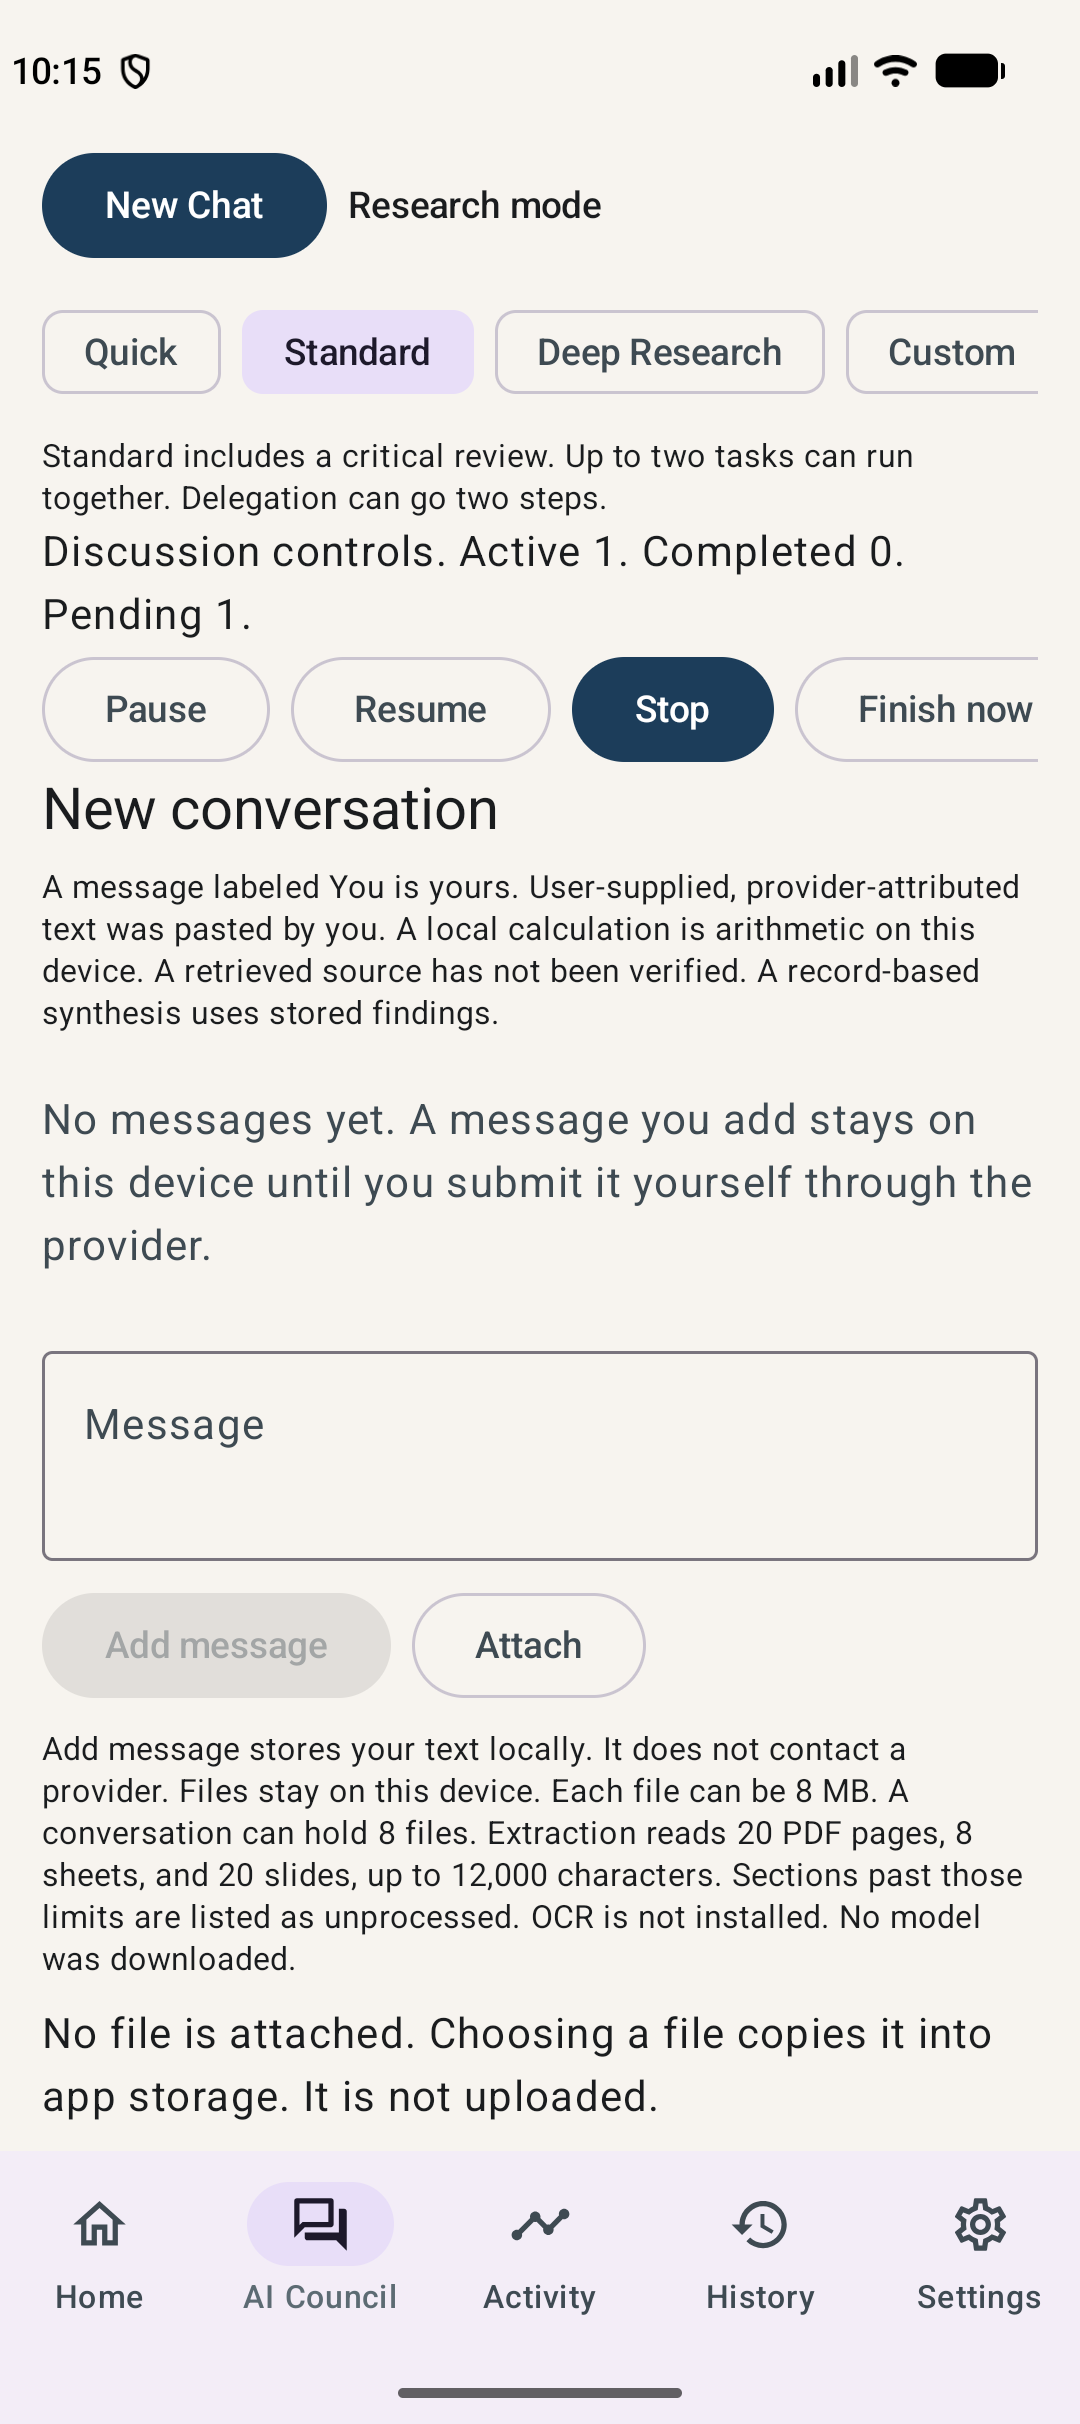 10:15
New Chat
Research mode
Quick
Standard
Deep Research
Custom
Standard includes a critical review. Up to two tasks can run
together. Delegation can go two steps.
Discussion controls. Active 1. Completed 0.
Pending 1.
Pause
Resume
Stop
Finish now
New conversation
A message labeled You is yours. User-supplied, provider-attributed
text was pasted by you. A local calculation is arithmetic on this
device. A retrieved source has not been verified. A record-based
synthesis uses stored findings.
No messages yet. A message you add stays on
this device until you submit it yourself through the
provider.
Message
Add message
Attach
Add message stores your text locally. It does not contact a
provider. Files stay on this device. Each file can be 8 MB. A
conversation can hold 8 files. Extraction reads 20 PDF pages, 8
sheets, and 20 slides, up to 12,000 characters. Sections past those
limits are listed as unprocessed. OCR is not installed. No model
was downloaded.
No file is attached. Choosing a file copies it into
app storage. It is not uploaded.
Home
AI Council
Activity
History
Settings